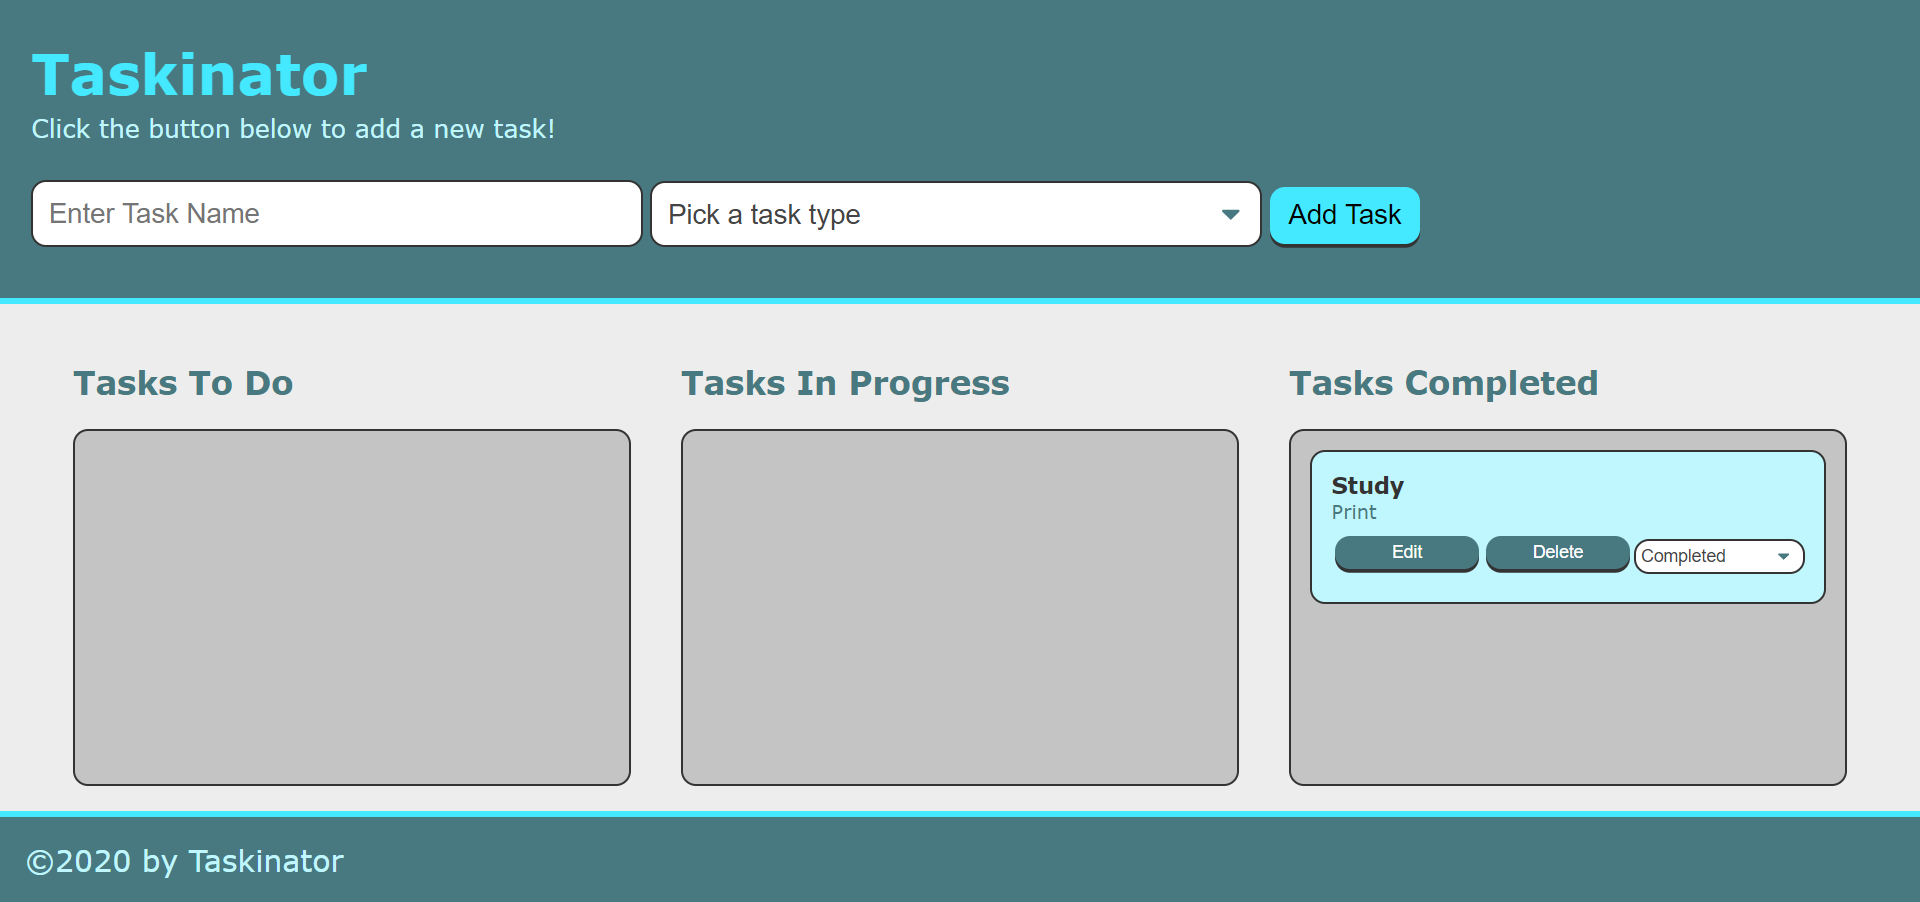 Taskinator
Click the button below to add a new task!
Enter Task Name
Pick a task type
Add Task
Tasks To Do
Tasks In Progress
Tasks Completed
Study
Print
Edit
Delete
Completed
©2020 by Taskinator